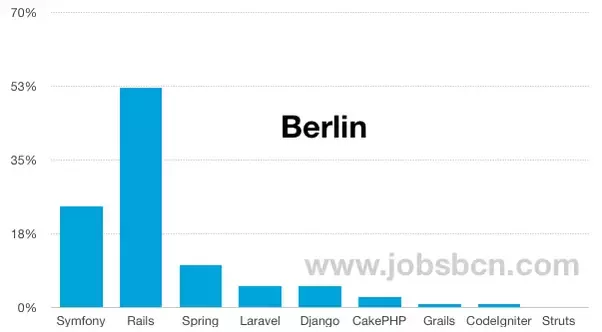 70%
53%
Berlin
35%
18%
www.jobsbcn.com
0%
Symfony Rails Spring Laravel Django CakePHP Grails CodeIgniter Struts